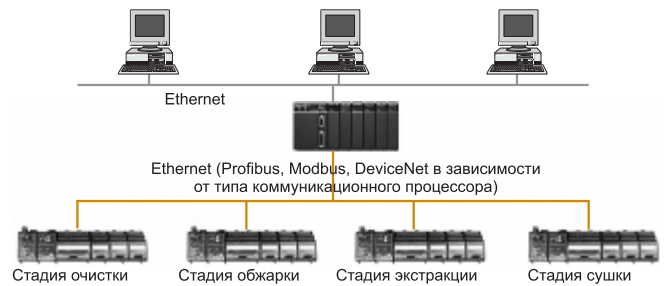 Ethernet
Ethernet (Profibus, Modbus, DeviceNet в зависимости
от типа коммуникационного процессора)
Стадия очистки
Стадия обжарки
Стадия экстракции
Стадия сушки